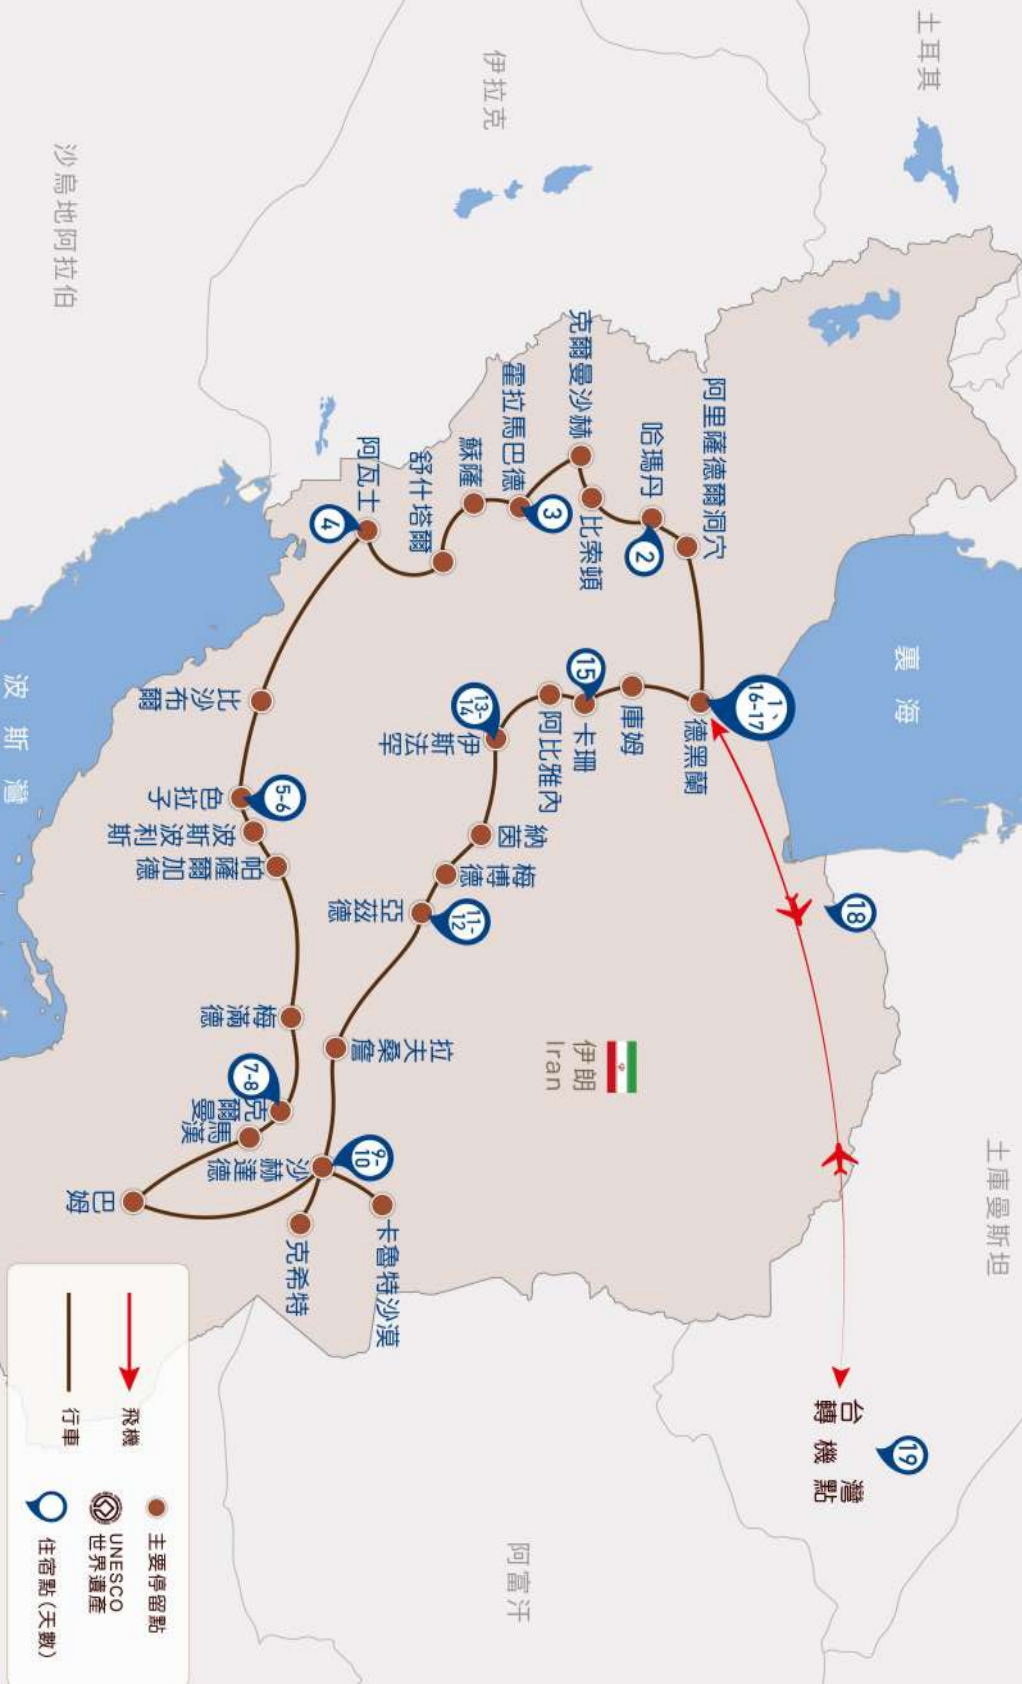 土耳其
裏海
土庫曼斯坦
伊拉克
沙烏地阿拉伯
波斯灣
阿富汗
伊朗
Iran
1、
16-17
德黑蘭
阿里薩德爾洞穴
哈瑪丹
2
比索頓
克爾曼沙赫
霍拉馬巴德
3
蘇薩
舒什塔爾
阿瓦士
4
比沙布爾
色拉子
5-6
波斯波利斯
帕薩爾加德
梅滿德
克爾曼
7-8
馬漢
巴姆
沙赫達德
9-
10
卡魯特沙漠
克希特
拉夫桑詹
亞茲德
11-
12
梅博德
納茵
伊斯法罕
13-
14
阿比雅內
卡珊
15
庫姆
18
19
台灣
轉機點
飛機
行車
主要停留點
UNESCO
世界遺產
住宿點(天數)